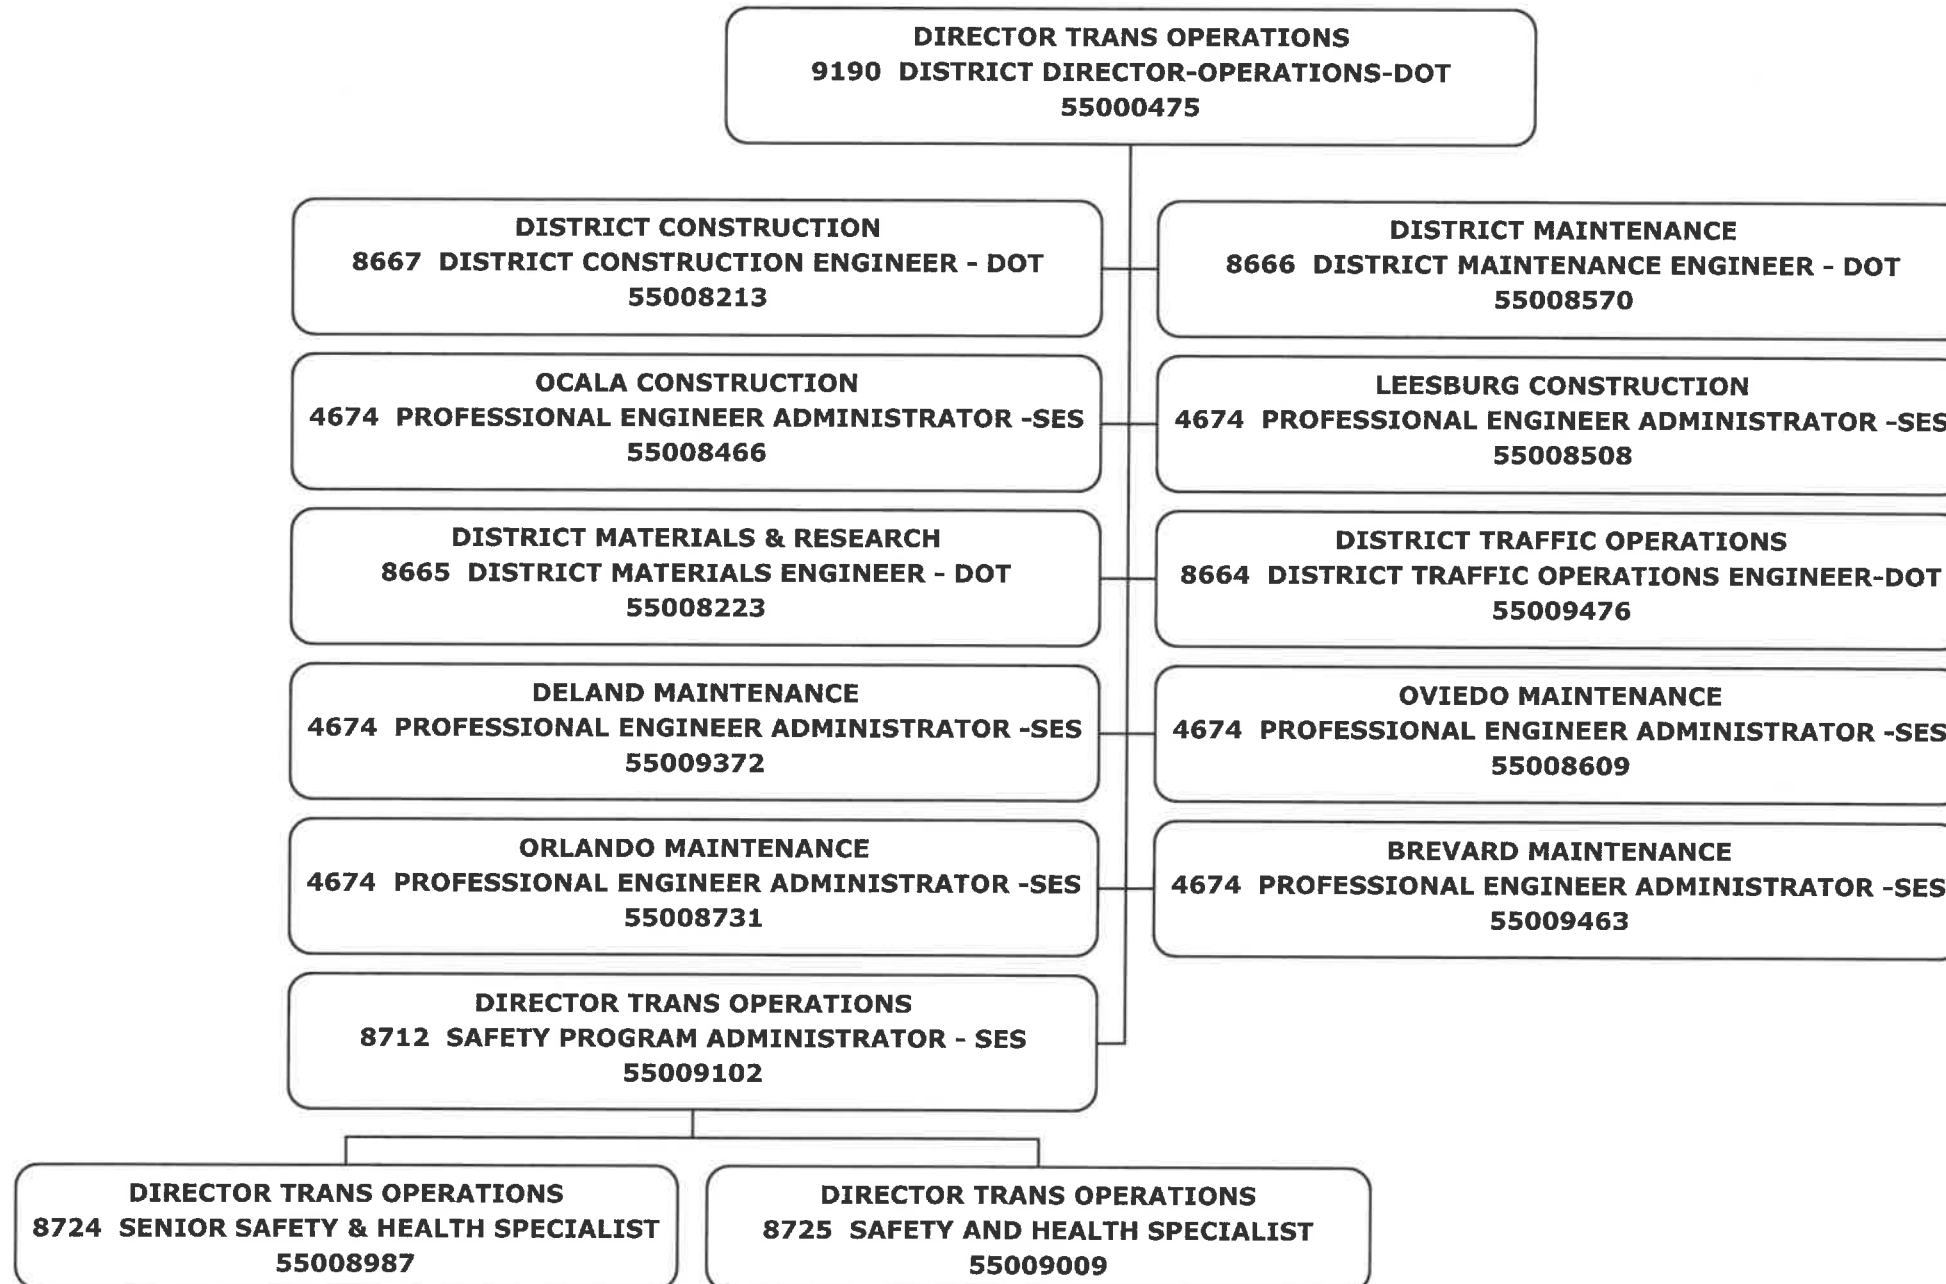 DIRECTOR TRANS OPERATIONS
9190 DISTRICT DIRECTOR-OPERATIONS-DOT
55000475
DISTRICT CONSTRUCTION
8667 DISTRICT CONSTRUCTION ENGINEER - DOT
55008213
DISTRICT MAINTENANCE
8666 DISTRICT MAINTENANCE ENGINEER - DOT
55008570
OCALA CONSTRUCTION
4674 PROFESSIONAL ENGINEER ADMINISTRATOR -SES
55008466
LEESBURG CONSTRUCTION
4674 PROFESSIONAL ENGINEER ADMINISTRATOR -SES
55008508
DISTRICT MATERIALS & RESEARCH
8665 DISTRICT MATERIALS ENGINEER - DOT
55008223
DISTRICT TRAFFIC OPERATIONS
8664 DISTRICT TRAFFIC OPERATIONS ENGINEER-DOT
55009476
DELAND MAINTENANCE
4674 PROFESSIONAL ENGINEER ADMINISTRATOR -SES
55009372
OVIEDO MAINTENANCE
4674 PROFESSIONAL ENGINEER ADMINISTRATOR -SES
55008609
ORLANDO MAINTENANCE
4674 PROFESSIONAL ENGINEER ADMINISTRATOR -SES
55008731
BREVARD MAINTENANCE
4674 PROFESSIONAL ENGINEER ADMINISTRATOR -SES
55009463
DIRECTOR TRANS OPERATIONS
8712 SAFETY PROGRAM ADMINISTRATOR - SES
55009102
DIRECTOR TRANS OPERATIONS
8724 SENIOR SAFETY & HEALTH SPECIALIST
55008987
DIRECTOR TRANS OPERATIONS
8725 SAFETY AND HEALTH SPECIALIST
55009009